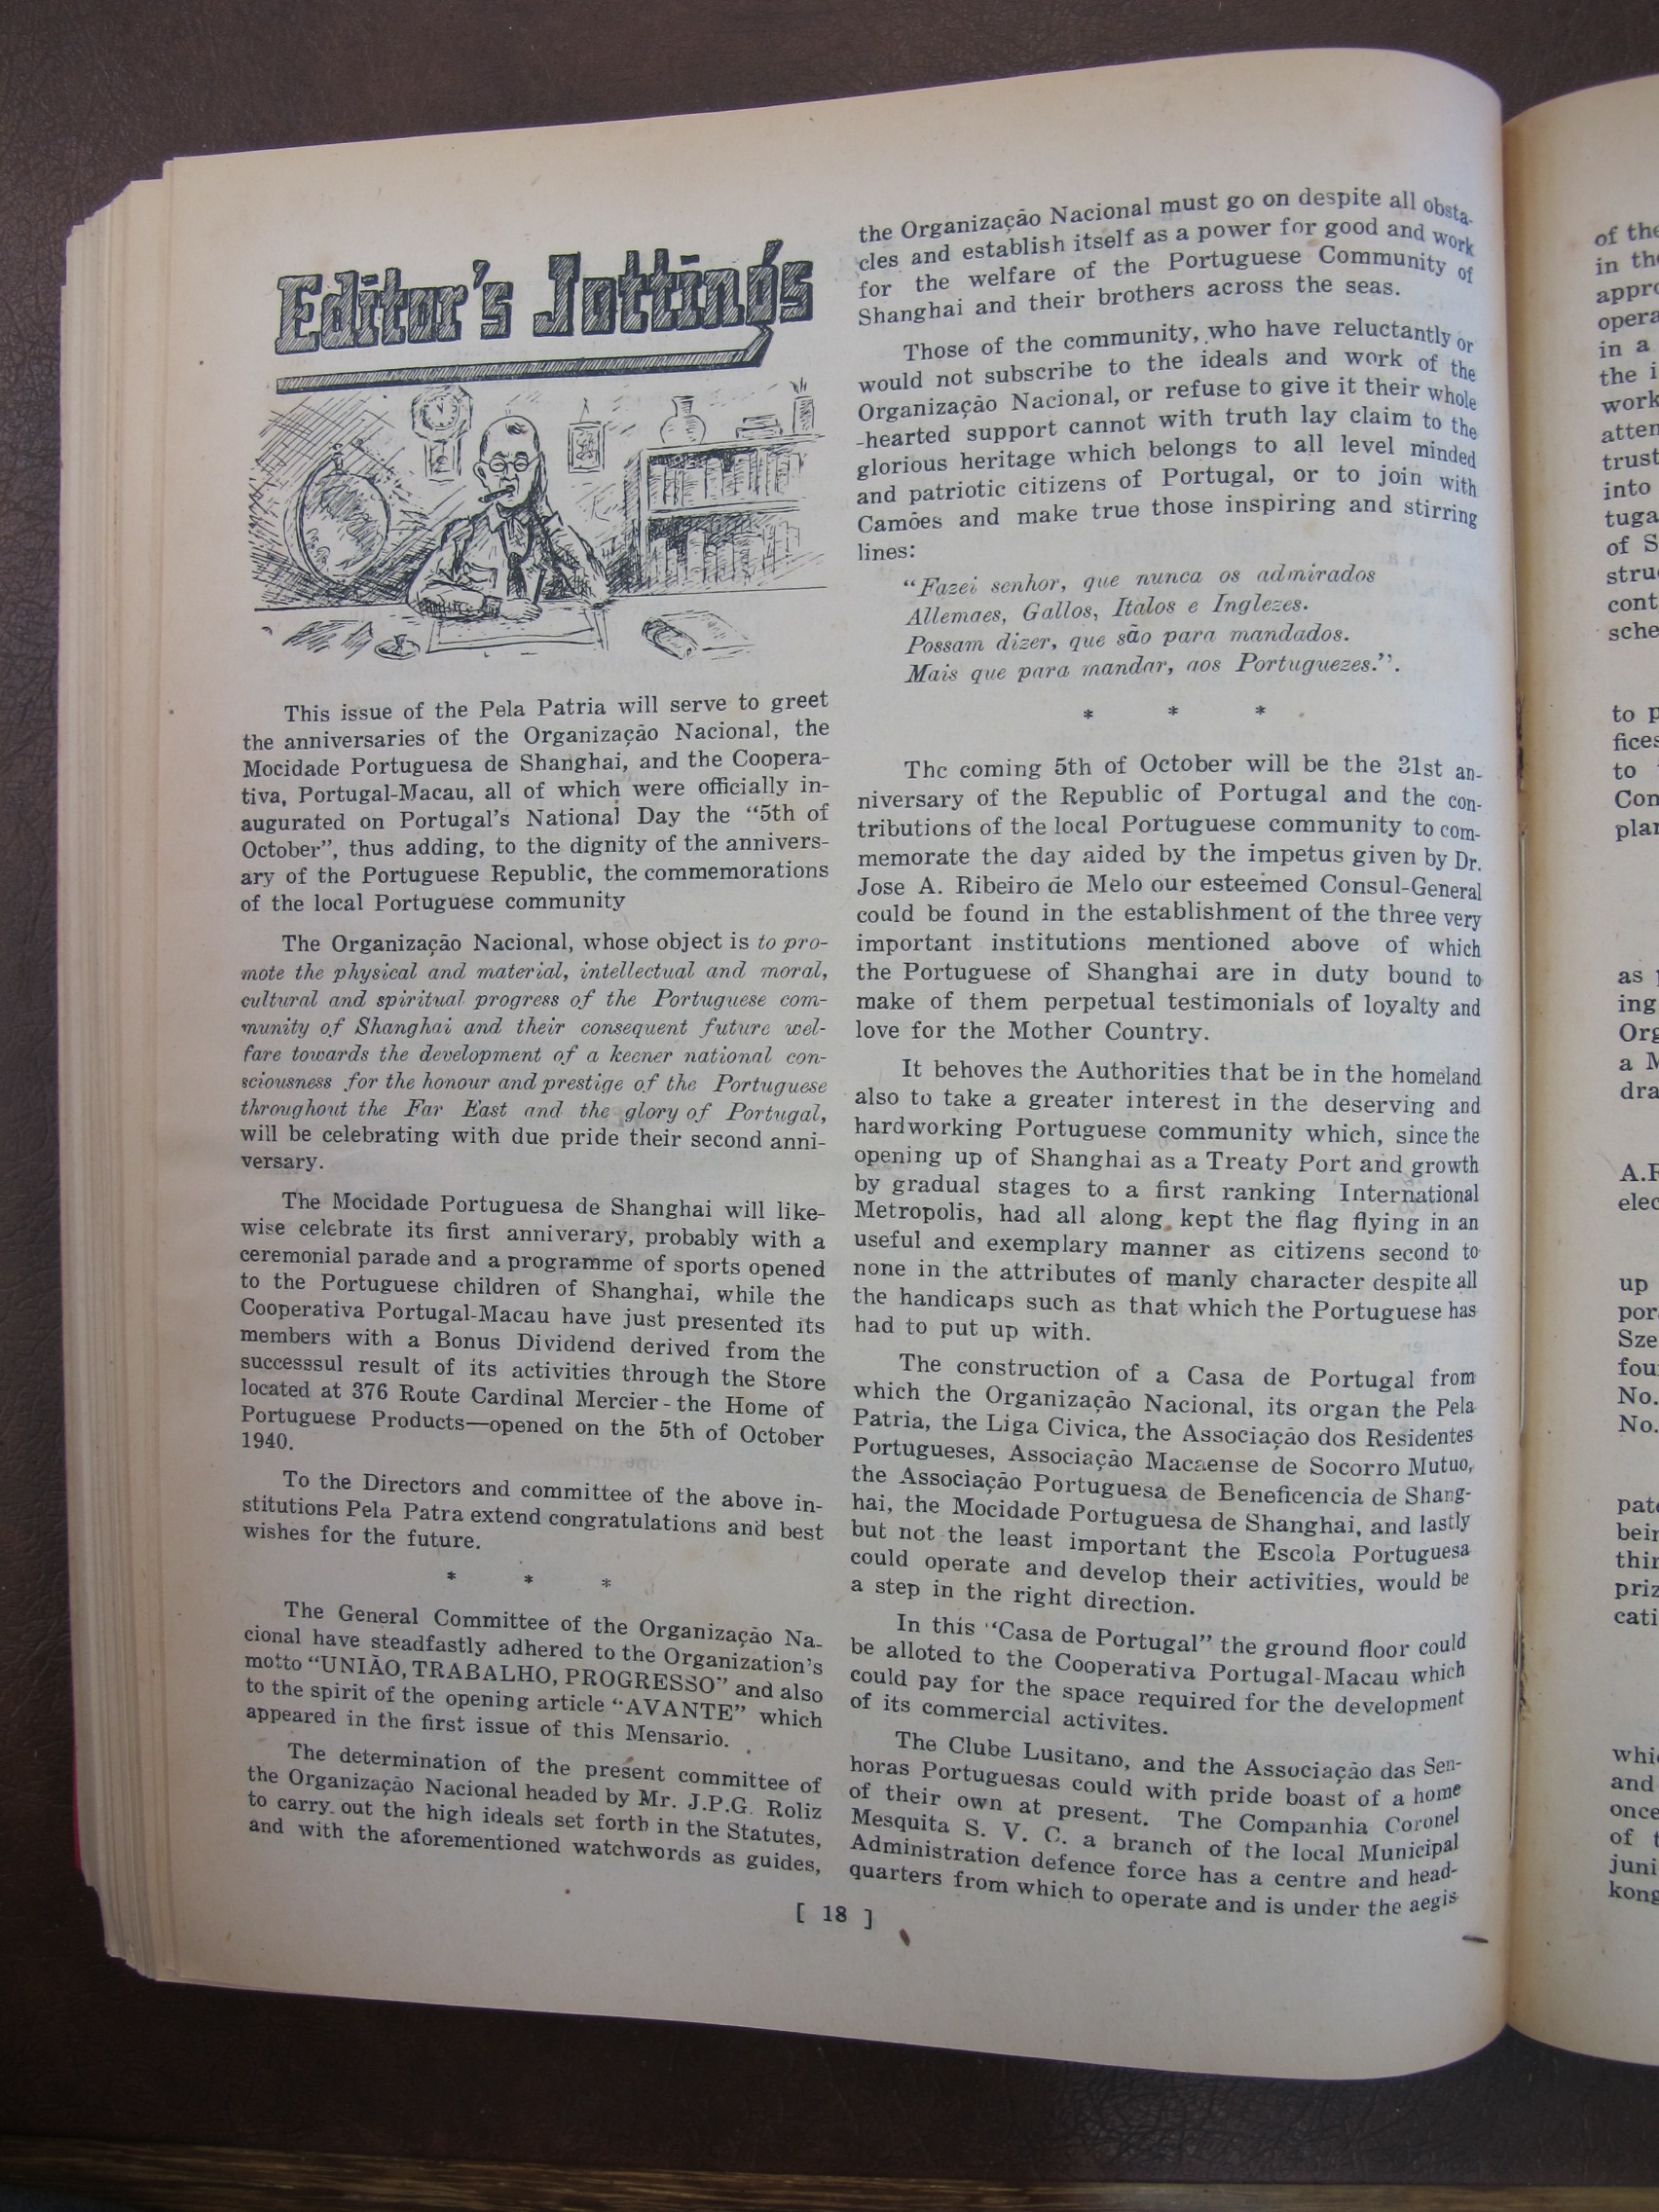 Editor's Jottings
This issue of the Pela Patria will serve to greet
the anniversaries of the Organização Nacional, the
Mocidade Portuguesa de Shanghai, and the Coopera-
tiva, Portugal-Macau, all of which were officially in-
augurated on Portugal's National Day the "5th of
October", thus adding, to the dignity of the annivers-
ary of the Portuguese Republic, the commemorations
of the local Portuguese community
The Organização Nacional, whose object is to pro-
mote the physical and material, intellectual and moral,
cultural and spiritual progress of the Portuguese com-
munity of Shanghai and their consequent future wel-
fare towards the development of a keener national con-
sciousness for the honour and prestige of the Portuguese
throughout the Far East and the glory of Portugal,
will be celebrating with due pride their second anni-
versary.
The Mocidade Portuguesa de Shanghai will like-
wise celebrate its first anniverary, probably with a
ceremonial parade and a programme of sports opened
to the Portuguese children of Shanghai, while the
Cooperativa Portugal-Macau have just presented its
members with a Bonus Dividend derived from the
successsul result of its activities through the Store
located at 376 Route Cardinal Mercier - the Home of
Portuguese Products—opened on the 5th of October
1940.
To the Directors and committee of the above in-
stitutions Pela Patra extend congratulations and best
wishes for the future.
* * *
The General Committee of the Organização Na-
cional have steadfastly adhered to the Organization's
motto "UNIÃO, TRABALHO, PROGRESSO" and also
to the spirit of the opening article "AVANTE" which
appeared in the first issue of this Mensario.
The determination of the present committee of
the Organização Nacional headed by Mr. J.P.G. Roliz
to carry out the high ideals set forth in the Statutes,
and with the aforementioned watchwords as guides,
the Organização Nacional must go on despite all obsta-
cles and establish itself as a power for good and work
for the welfare of the Portuguese Community of
Shanghai and their brothers across the seas.
Those of the community, who have reluctantly or
would not subscribe to the ideals and work of the
Organização Nacional, or refuse to give it their whole
-hearted support cannot with truth lay claim to the
glorious heritage which belongs to all level minded
and patriotic citizens of Portugal, or to join with
Camões and make true those inspiring and stirring
lines:
"Fazei senhor, que nunca os admirados
Allemaes, Gallos, Italos e Inglezes.
Possam dizer, que são para mandados.
Mais que para mandar, aos Portuguezes.".
* * *
The coming 5th of October will be the 31st an-
niversary of the Republic of Portugal and the con-
tributions of the local Portuguese community to com-
memorate the day aided by the impetus given by Dr.
Jose A. Ribeiro de Melo our esteemed Consul-General
could be found in the establishment of the three very
important institutions mentioned above of which
the Portuguese of Shanghai are in duty bound to
make of them perpetual testimonials of loyalty and
love for the Mother Country.
It behoves the Authorities that be in the homeland
also to take a greater interest in the deserving and
hardworking Portuguese community which, since the
opening up of Shanghai as a Treaty Port and growth
by gradual stages to a first ranking International
Metropolis, had all along kept the flag flying in an
useful and exemplary manner as citizens second to
none in the attributes of manly character despite all
the handicaps such as that which the Portuguese has
had to put up with.
The construction of a Casa de Portugal from
which the Organização Nacional, its organ the Pela
Patria, the Liga Civica, the Associação dos Residentes
Portugueses, Associação Macaense de Socorro Mutuo,
the Associação Portuguesa de Beneficencia de Shang-
hai, the Mocidade Portuguesa de Shanghai, and lastly
but not the least important the Escola Portuguesa
could operate and develop their activities, would be
a step in the right direction.
In this "Casa de Portugal" the ground floor could
be alloted to the Cooperativa Portugal-Macau which
could pay for the space required for the development
of its commercial activites.
The Clube Lusitano, and the Associação das Sen-
horas Portuguesas could with pride boast of a home
of their own at present. The Companhia Coronel
Mesquita S. V. C. a branch of the local Municipal
Administration defence force has a centre and head-
quarters from which to operate and is under the aegis
[ 18 ]
of the
in the
in a
the
work
into
of S
to p
to
as
ing
a M
A.R
up
No.
No.
and
once
of